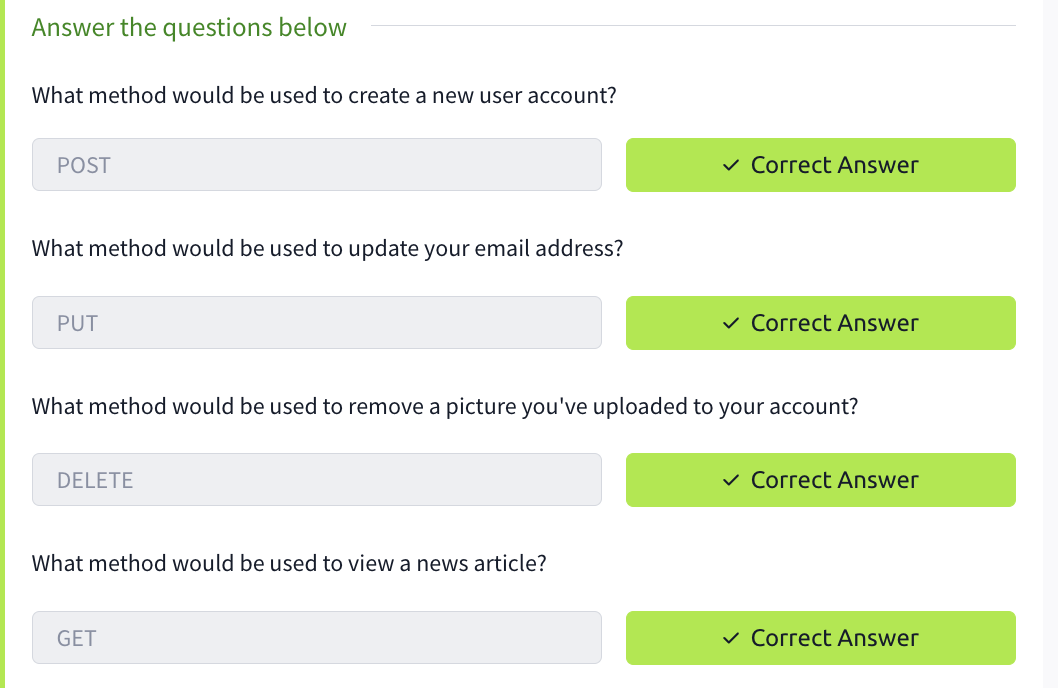 Answer the questions below
What method would be used to create a new user account?
POST
✓ Correct Answer
What method would be used to update your email address?
PUT
✓ Correct Answer
What method would be used to remove a picture you've uploaded to your account?
DELETE
✓ Correct Answer
What method would be used to view a news article?
GET
✓ Correct Answer